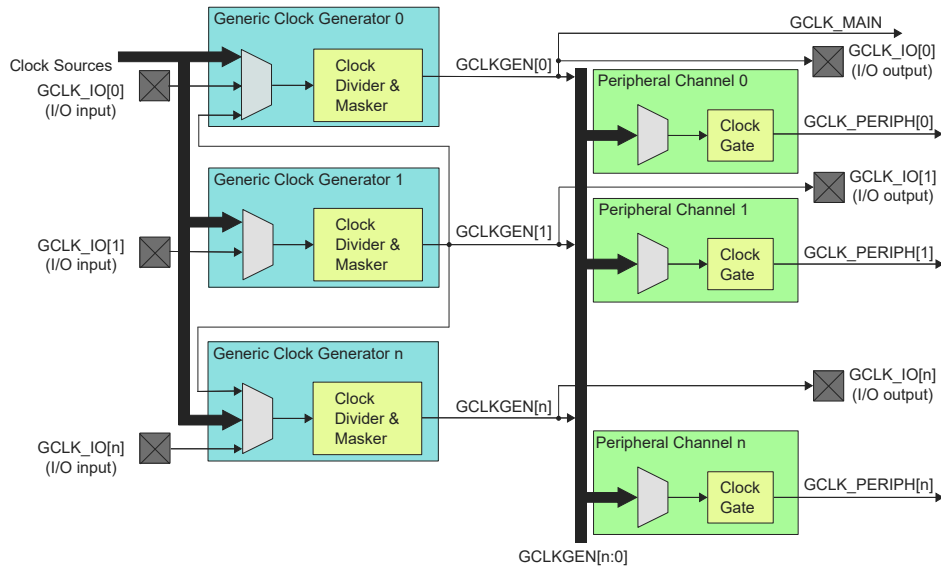 Generic Clock Generator 0
GCLK_MAIN
GCLK_IO[0]
(I/O output)
Clock Sources
GCLK_IO[0]
(I/O input)
Clock
Divider &
Masker
GCLKGEN[0]
Peripheral Channel 0
Clock
Gate
GCLK_PERIPH[0]
Generic Clock Generator 1
GCLK_IO[1]
(I/O input)
Clock
Divider &
Masker
GCLKGEN[1]
GCLK_IO[1]
(I/O output)
Peripheral Channel 1
Clock
Gate
GCLK_PERIPH[1]
Generic Clock Generator n
GCLK_IO[n]
(I/O input)
Clock
Divider &
Masker
GCLKGEN[n]
GCLK_IO[n]
(I/O output)
Peripheral Channel n
Clock
Gate
GCLK_PERIPH[n]
GCLKGEN[n:0]